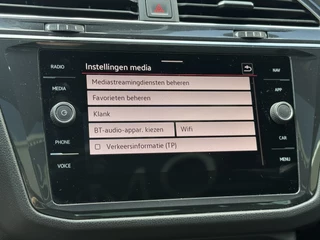 Instellingen media
RADIO
MEDIA
PHONE
VOICE
Mediastreamingdiensten beheren
Favorieten beheren
Klank
BT-audio-appar. kiezen
Wifi
Verkeersinformatie (TP)
NAV
APP
CAR
MENU